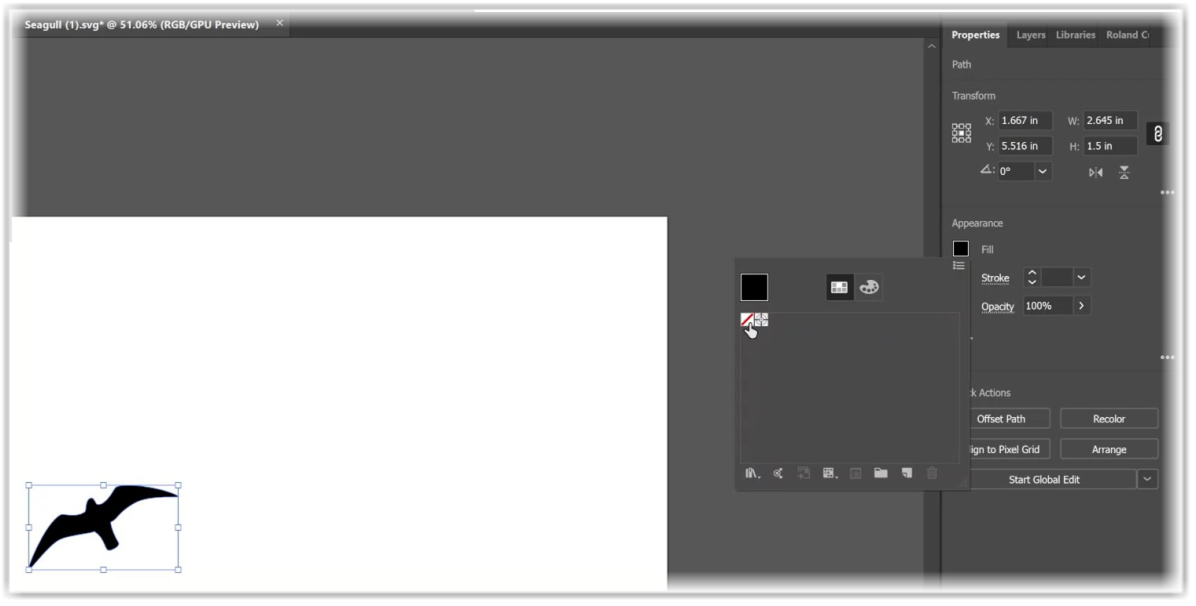 Seagull (1).svg* @ 51.06% (RGB/GPU Preview) ×
Properties Layers Libraries Roland C
Path
Transform
X: 1.667 in W: 2.645 in
Y: 5.516 in H: 1.5 in
0°
Appearance
Fill
Stroke
Opacity 100%
k Actions
Offset Path Recolor
ign to Pixel Grid Arrange
Start Global Edit